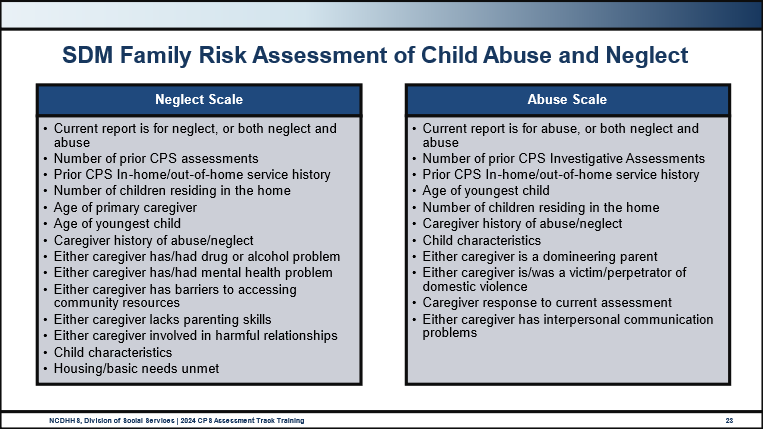 SDM Family Risk Assessment of Child Abuse and Neglect
Neglect Scale
• Current report is for neglect, or both neglect and
abuse
• Number of prior CPS assessments
• Prior CPS In-home/out-of-home service history
• Number of children residing in the home
• Age of primary caregiver
• Age of youngest child
• Caregiver history of abuse/neglect
• Either caregiver has/had drug or alcohol problem
• Either caregiver has/had mental health problem
• Either caregiver has barriers to accessing
community resources
• Either caregiver lacks parenting skills
• Either caregiver involved in harmful relationships
• Child characteristics
• Housing/basic needs unmet
Abuse Scale
• Current report is for abuse, or both neglect and
abuse
• Number of prior CPS Investigative Assessments
• Prior CPS In-home/out-of-home service history
• Age of youngest child
• Number of children residing in the home
• Caregiver history of abuse/neglect
• Child characteristics
• Either caregiver is a domineering parent
• Either caregiver is/was a victim/perpetrator of
domestic violence
• Caregiver response to current assessment
• Either caregiver has interpersonal communication
problems
NCDHHS, Division of Social Services | 2024 CPS Assessment Track Training
23